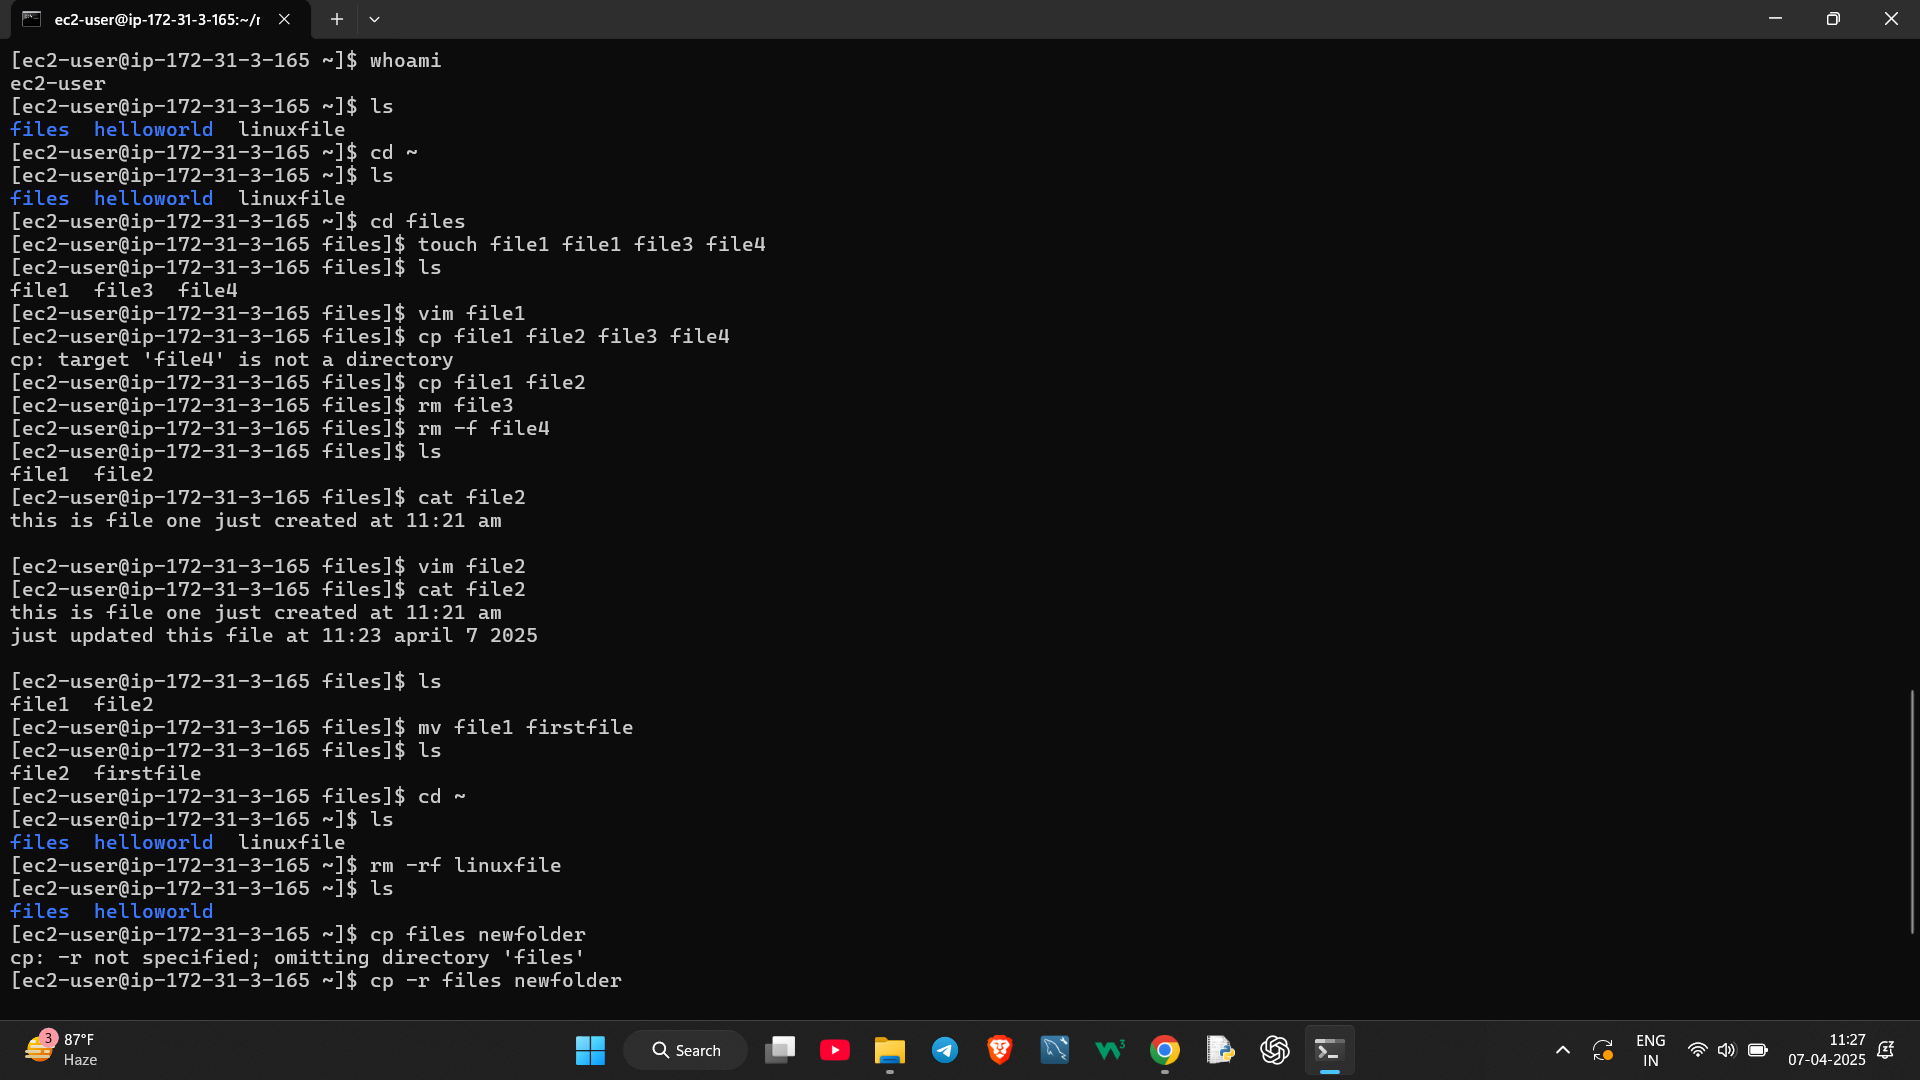 ec2-user@ip-172-31-3-165:~/r
[ec2-user@ip-172-31-3-165 ~]$ whoami
ec2-user
[ec2-user@ip-172-31-3-165 ~]$ ls
files  helloworld  linuxfile
[ec2-user@ip-172-31-3-165 ~]$ cd ~
[ec2-user@ip-172-31-3-165 ~]$ ls
files  helloworld  linuxfile
[ec2-user@ip-172-31-3-165 ~]$ cd files
[ec2-user@ip-172-31-3-165 files]$ touch file1 file1 file3 file4
[ec2-user@ip-172-31-3-165 files]$ ls
file1  file3  file4
[ec2-user@ip-172-31-3-165 files]$ vim file1
[ec2-user@ip-172-31-3-165 files]$ cp file1 file2 file3 file4
cp: target 'file4' is not a directory
[ec2-user@ip-172-31-3-165 files]$ cp file1 file2
[ec2-user@ip-172-31-3-165 files]$ rm file3
[ec2-user@ip-172-31-3-165 files]$ rm -f file4
[ec2-user@ip-172-31-3-165 files]$ ls
file1  file2
[ec2-user@ip-172-31-3-165 files]$ cat file2
this is file one just created at 11:21 am

[ec2-user@ip-172-31-3-165 files]$ vim file2
[ec2-user@ip-172-31-3-165 files]$ cat file2
this is file one just created at 11:21 am
just updated this file at 11:23 april 7 2025

[ec2-user@ip-172-31-3-165 files]$ ls
file1  file2
[ec2-user@ip-172-31-3-165 files]$ mv file1 firstfile
[ec2-user@ip-172-31-3-165 files]$ ls
file2  firstfile
[ec2-user@ip-172-31-3-165 files]$ cd ~
[ec2-user@ip-172-31-3-165 ~]$ ls
files  helloworld  linuxfile
[ec2-user@ip-172-31-3-165 ~]$ rm -rf linuxfile
[ec2-user@ip-172-31-3-165 ~]$ ls
files  helloworld
[ec2-user@ip-172-31-3-165 ~]$ cp files newfolder
cp: -r not specified; omitting directory 'files'
[ec2-user@ip-172-31-3-165 ~]$ cp -r files newfolder
3
87°F
Haze
Search
W3
ENG
IN
11:27
07-04-2025